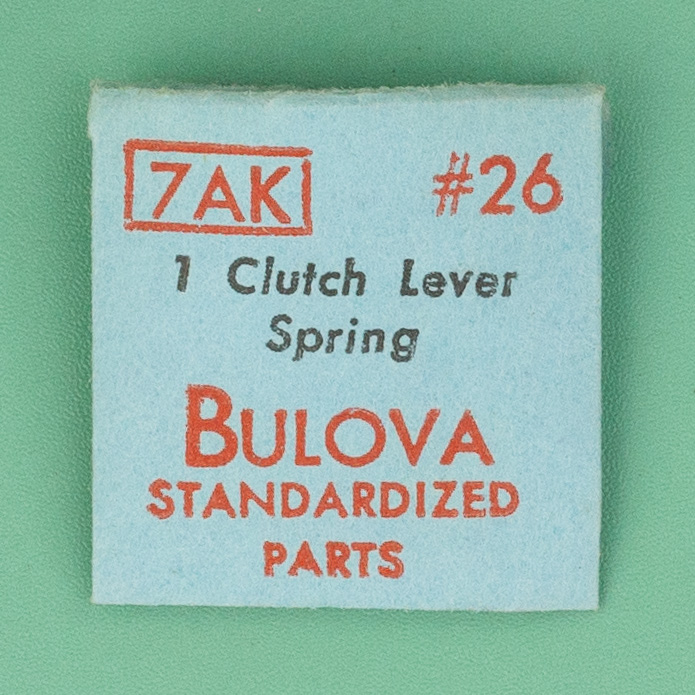 7AK #26
1 Clutch Lever
Spring
BULOVA
STANDARDIZED
PARTS